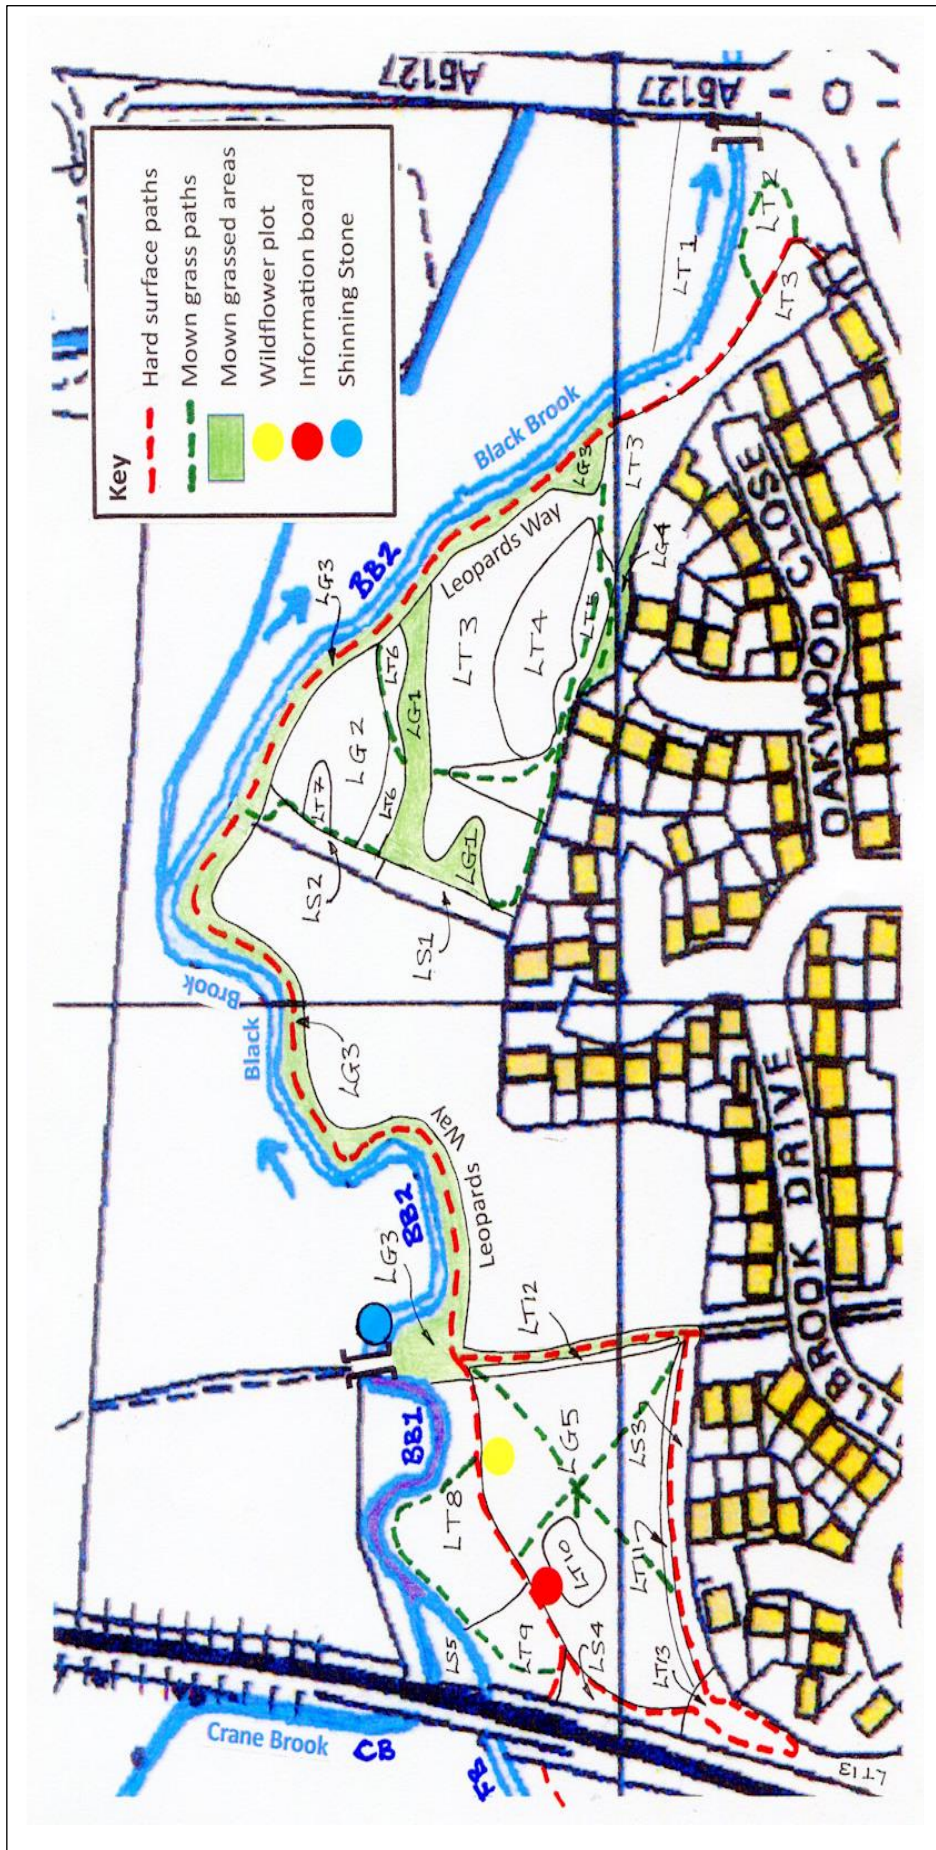 A5127
A5127
Key
Hard surface paths
Mown grass paths
Mown grassed areas
Wildflower plot
Information board
Shinning Stone
LT1
LT2
LT3
Black Brook
BB2
LG3
LG3
Leopards Way
LT3
LG4
LT3
LT4
LT5
LT6
LG1
LG2
LT7
LT6
LG1
LS2
LS1
OAKWOOD CLOSE
Black Brook
LG3
Leopards Way
BB2
LG3
LT12
BB1
LT8
LG5
LS3
LT10
LT11
LT9
LS4
LS5
LT13
LT13
Crane Brook
CB
FB
BROOK DRIVE